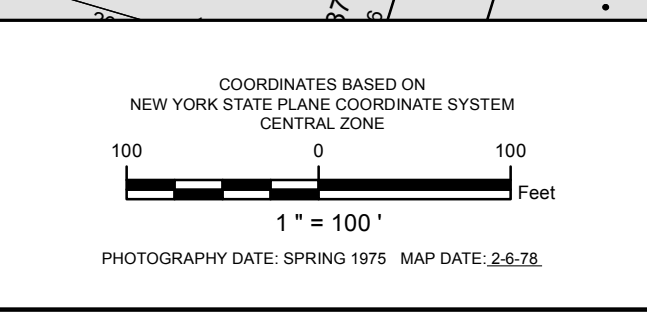 COORDINATES BASED ON
NEW YORK STATE PLANE COORDINATE SYSTEM
CENTRAL ZONE
100 0 100
Feet
1 " = 100 '
PHOTOGRAPHY DATE: SPRING 1975 MAP DATE: 2-6-78